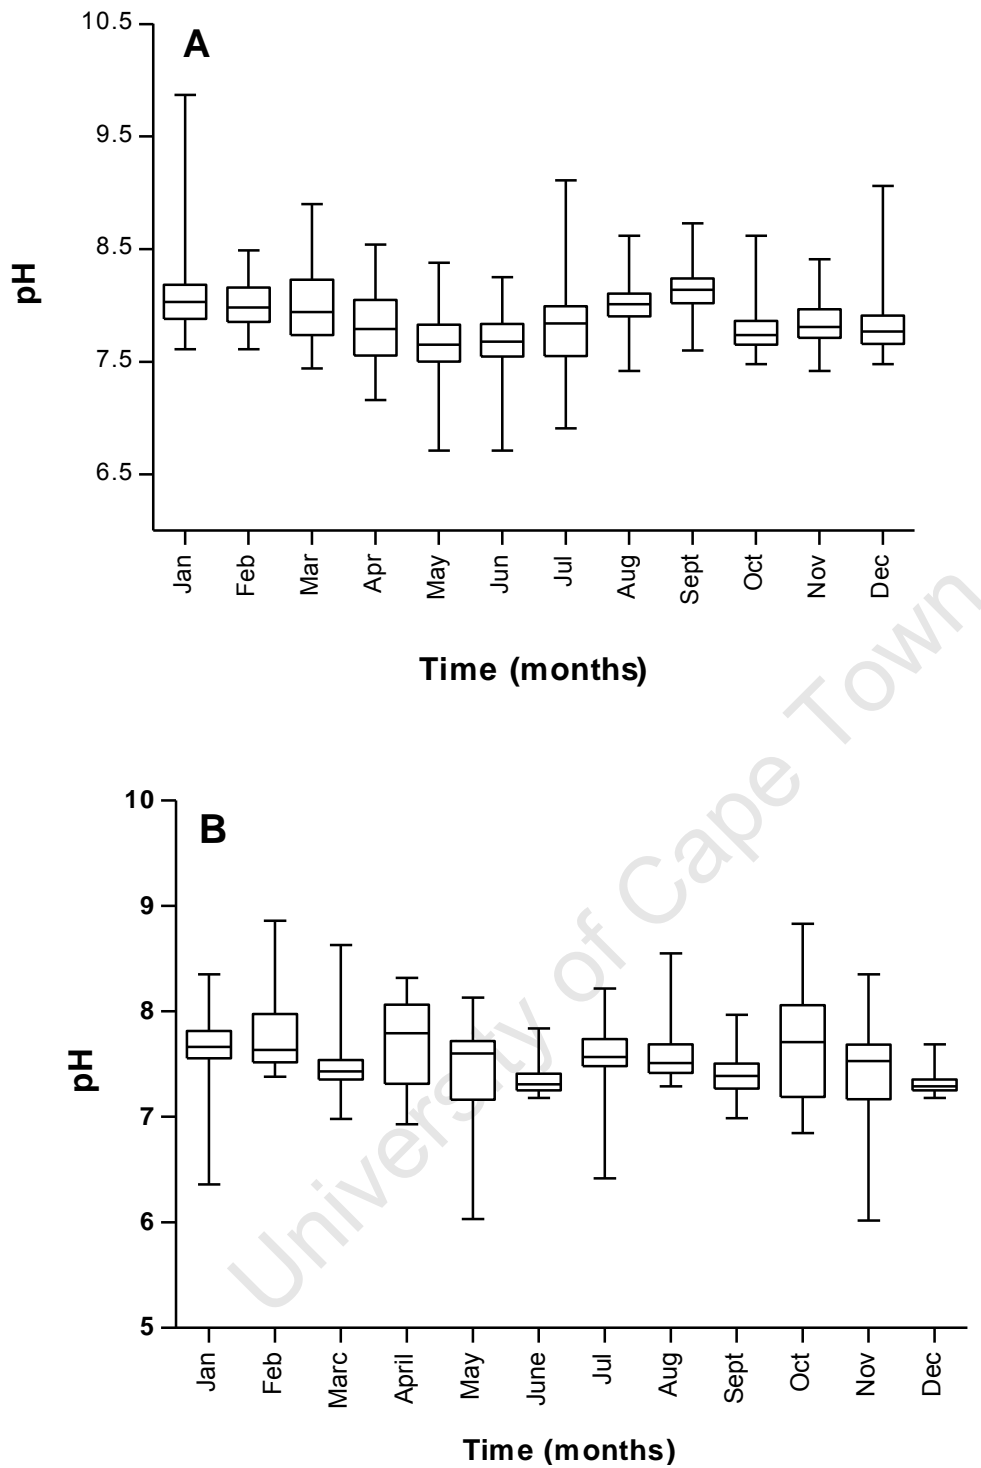 A
10.5
9.5
8.5
7.5
6.5
pH
Jan
Feb
Mar
Apr
May
Jun
Jul
Aug
Sept
Oct
Nov
Dec
Time (months)
B
10
9
8
7
6
5
pH
Jan
Feb
Marc
April
May
June
Jul
Aug
Sept
Oct
Nov
Dec
Time (months)
University of Cape Town